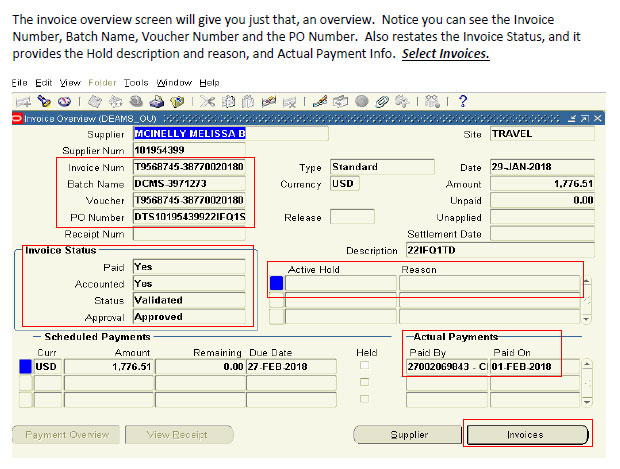 The invoice overview screen will give you just that, an overview.  Notice you can see the Invoice
Number, Batch Name, Voucher Number and the PO Number.  Also restates the Invoice Status, and it
provides the Hold description and reason, and Actual Payment Info.  Select Invoices.
File Edit View Folder Tools Window Help
Invoice Overview (DEAMS_OU)
Supplier MCINELLY MELISSA B Site TRAVEL
Supplier Num 101954399
Invoice Num T9568745-38770020180 Type Standard Date 29-JAN-2018
Batch Name DCMS-3971273 Currency USD Amount 1,776.51
Voucher T9568745-38770020180 Unpaid 0.00
PO Number DTS10195439922IFQ1S Release Unapplied
Receipt Num Settlement Date
Invoice Status Description 22IFQ1TD
Paid Yes Active Hold Reason
Accounted Yes
Status Validated
Approval Approved
Scheduled Payments Actual Payments
Curr Amount Remaining Due Date Held Paid By Paid On
USD 1,776.51 0.00 27-FEB-2018 27002069843 - C 01-FEB-2018
Payment Overview View Receipt Supplier Invoices